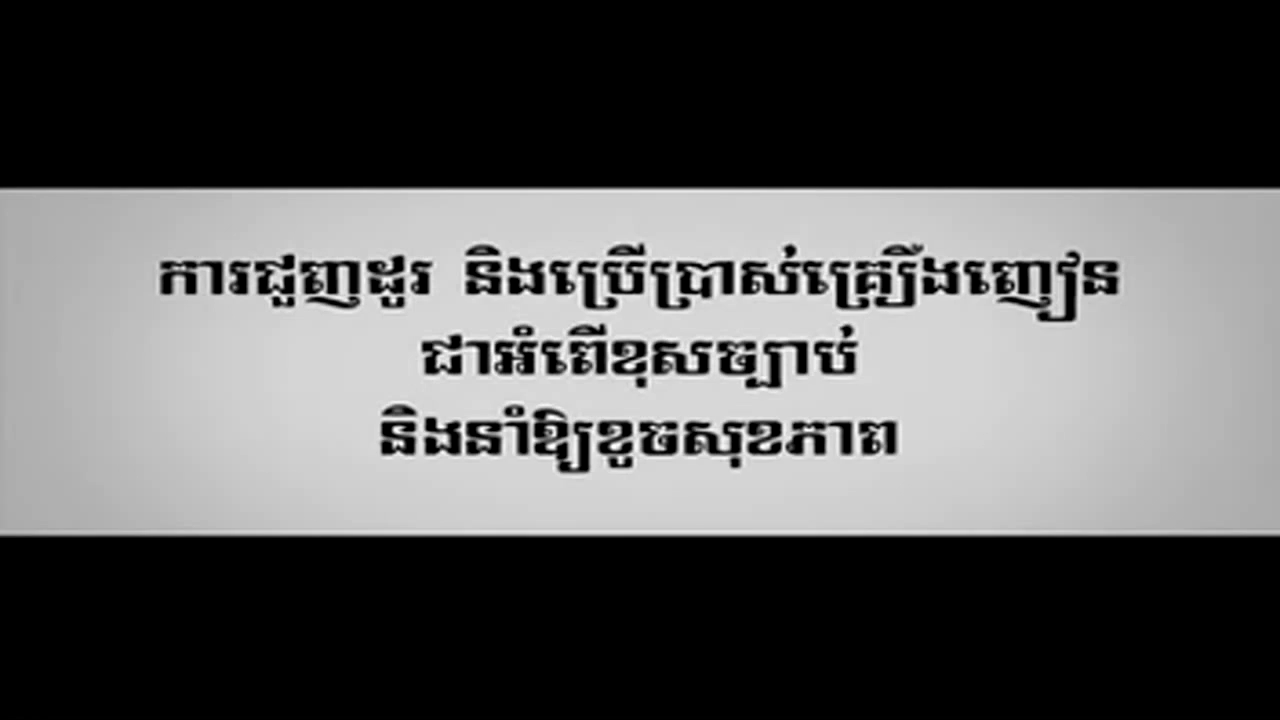 ការជួញដូរ និងប្រើប្រាស់គ្រឿងញៀន
ជាអំពើខុសច្បាប់
និងនាំឱ្យខូចសុខភាព